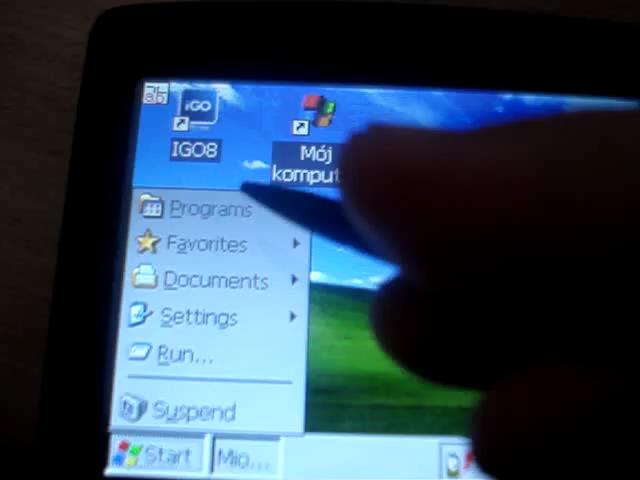 iGO
IGO8
Mój
komput
Programs
Favorites
Documents
Settings
Run...
Suspend
Start
Mio...